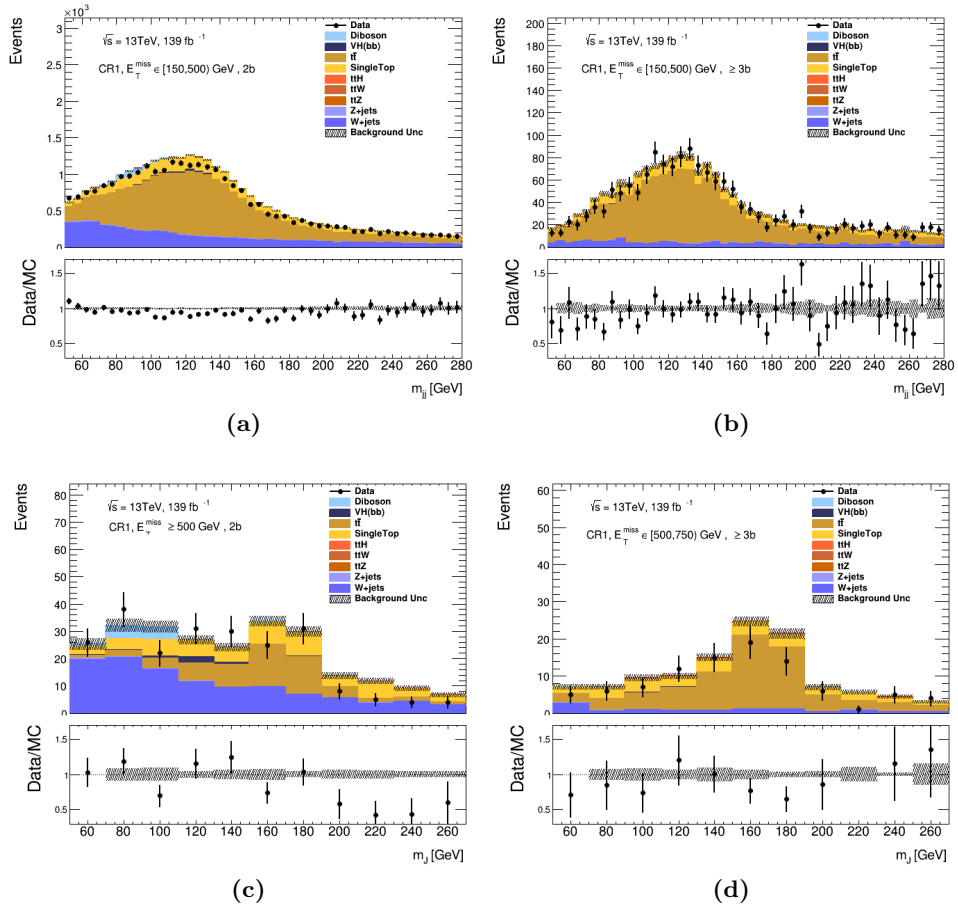 ×10³
Events
3
2.5
2
1.5
1
0.5
0
√s = 13TeV, 139 fb⁻¹
CR1, E_T^miss ∈ [150,500) GeV , 2b
Data
Diboson
VH(bb)
tt̄
SingleTop
ttH
ttW
ttZ
Z+jets
W+jets
Background Unc
Data/MC
1.5
1
0.5
60 80 100 120 140 160 180 200 220 240 260 280
m_jj [GeV]
(a)
Events
200
180
160
140
120
100
80
60
40
20
0
√s = 13TeV, 139 fb⁻¹
CR1, E_T^miss ∈ [150,500) GeV , ≥ 3b
Data
Diboson
VH(bb)
tt̄
SingleTop
ttH
ttW
ttZ
Z+jets
W+jets
Background Unc
Data/MC
1.5
1
0.5
60 80 100 120 140 160 180 200 220 240 260 280
m_jj [GeV]
(b)
Events
80
70
60
50
40
30
20
10
0
√s = 13TeV, 139 fb⁻¹
CR1, E_T^miss ≥ 500 GeV , 2b
Data
Diboson
VH(bb)
tt̄
SingleTop
ttH
ttW
ttZ
Z+jets
W+jets
Background Unc
Data/MC
1.5
1
0.5
60 80 100 120 140 160 180 200 220 240 260
m_J [GeV]
(c)
Events
60
50
40
30
20
10
0
√s = 13TeV, 139 fb⁻¹
CR1, E_T^miss ∈ [500,750) GeV , ≥ 3b
Data
Diboson
VH(bb)
tt̄
SingleTop
ttH
ttW
ttZ
Z+jets
W+jets
Background Unc
Data/MC
1.5
1
0.5
60 80 100 120 140 160 180 200 220 240 260
m_J [GeV]
(d)